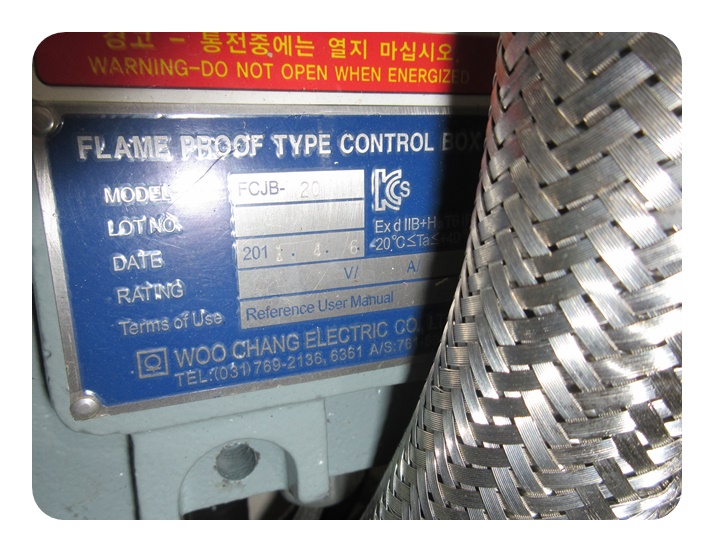 경고 - 통전중에는 열지 마십시오.
WARNING-DO NOT OPEN WHEN ENERGIZED
FLAME PROOF TYPE CONTROL BOX
MODEL FCJB- 20
KCs
LOT NO.
Ex d IIB+H
DATE 201 . 4 . 6 .
-20°C≤Ta≤
RATING V/ A/
Terms of Use Reference User Manual
WOO CHANG ELECTRIC CO.
TEL:(031)769-2136, 6351 A/S: